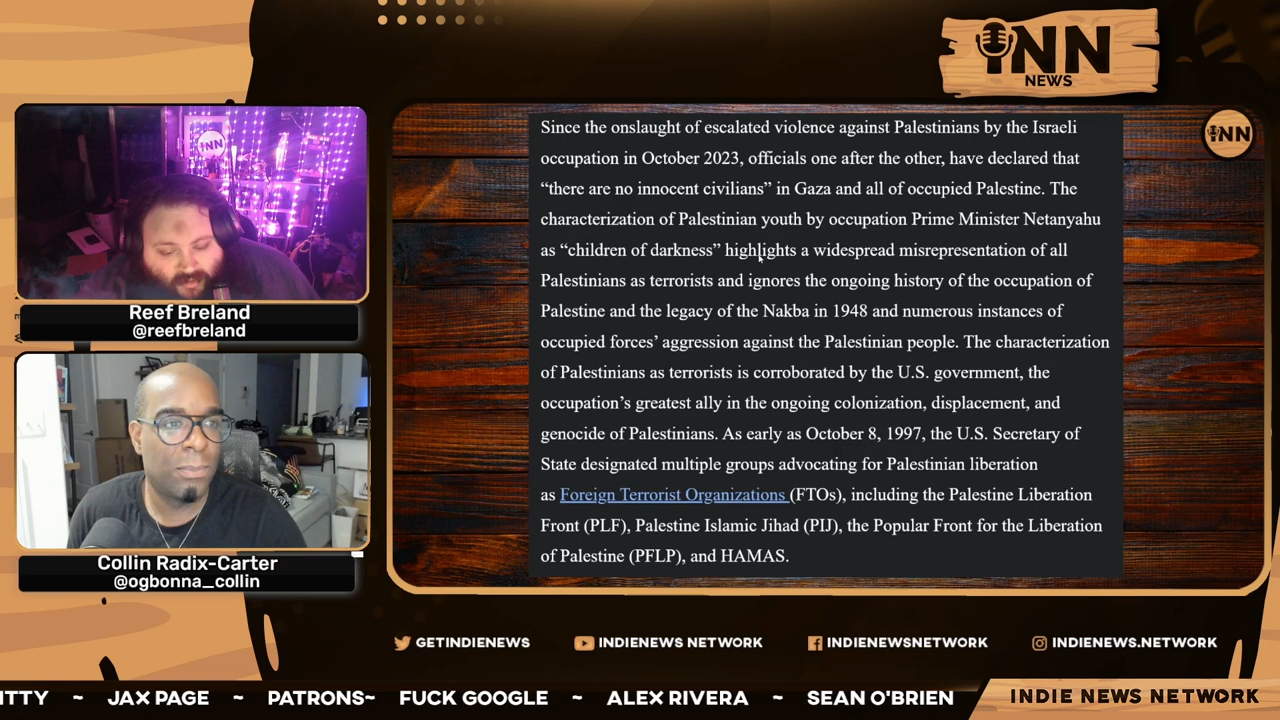 INN
NEWS
INN
INN
Since the onslaught of escalated violence against Palestinians by the Israeli
occupation in October 2023, officials one after the other, have declared that
“there are no innocent civilians” in Gaza and all of occupied Palestine. The
characterization of Palestinian youth by occupation Prime Minister Netanyahu
as “children of darkness” highlights a widespread misrepresentation of all
Palestinians as terrorists and ignores the ongoing history of the occupation of
Palestine and the legacy of the Nakba in 1948 and numerous instances of
occupied forces’ aggression against the Palestinian people. The characterization
of Palestinians as terrorists is corroborated by the U.S. government, the
occupation’s greatest ally in the ongoing colonization, displacement, and
genocide of Palestinians. As early as October 8, 1997, the U.S. Secretary of
State designated multiple groups advocating for Palestinian liberation
as Foreign Terrorist Organizations (FTOs), including the Palestine Liberation
Front (PLF), Palestine Islamic Jihad (PIJ), the Popular Front for the Liberation
of Palestine (PFLP), and HAMAS.
Reef Breland
@reefbreland
Collin Radix-Carter
@ogbonna_collin
GETINDIENEWS
INDIENEWS NETWORK
INDIENEWSNETWORK
INDIENEWS.NETWORK
ITTY ~ JAX PAGE ~ PATRONS~ FUCK GOOGLE ~ ALEX RIVERA ~ SEAN O'BRIEN
INDIE NEWS NETWORK